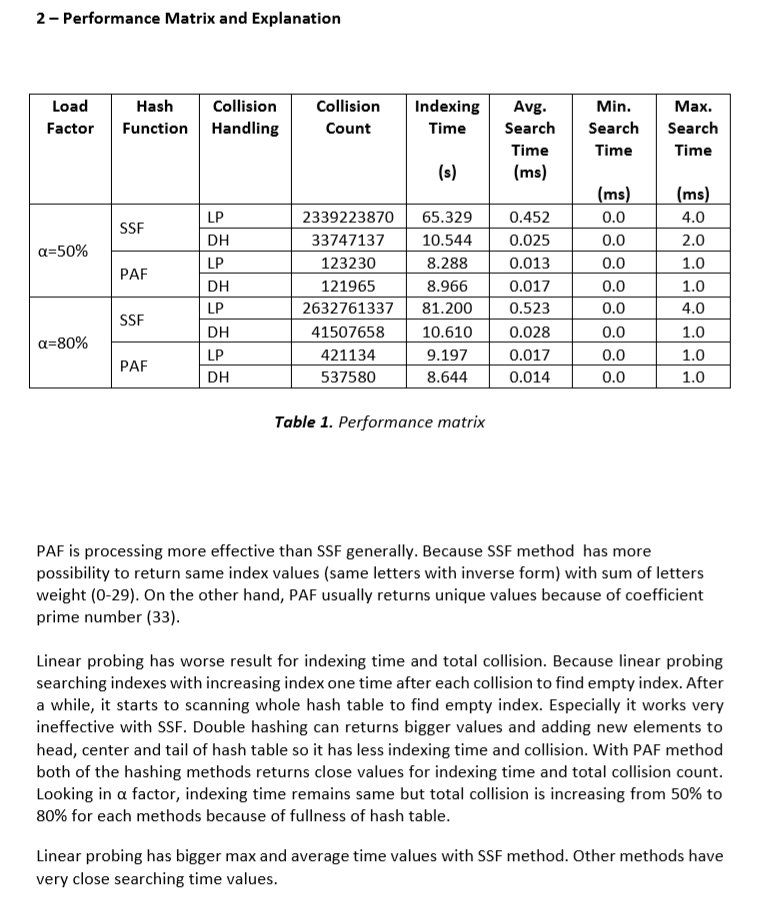 2 – Performance Matrix and Explanation
Load Factor | Hash Function | Collision Handling | Collision Count | Indexing Time (s) | Avg. Search Time (ms) | Min. Search Time (ms) | Max. Search Time (ms)
α=50% | SSF | LP | 2339223870 | 65.329 | 0.452 | 0.0 | 4.0
DH | 33747137 | 10.544 | 0.025 | 0.0 | 2.0
PAF | LP | 123230 | 8.288 | 0.013 | 0.0 | 1.0
DH | 121965 | 8.966 | 0.017 | 0.0 | 1.0
α=80% | SSF | LP | 2632761337 | 81.200 | 0.523 | 0.0 | 4.0
DH | 41507658 | 10.610 | 0.028 | 0.0 | 1.0
PAF | LP | 421134 | 9.197 | 0.017 | 0.0 | 1.0
DH | 537580 | 8.644 | 0.014 | 0.0 | 1.0
Table 1. Performance matrix
PAF is processing more effective than SSF generally. Because SSF method  has more
possibility to return same index values (same letters with inverse form) with sum of letters
weight (0-29). On the other hand, PAF usually returns unique values because of coefficient
prime number (33).
Linear probing has worse result for indexing time and total collision. Because linear probing
searching indexes with increasing index one time after each collision to find empty index. After
a while, it starts to scanning whole hash table to find empty index. Especially it works very
ineffective with SSF. Double hashing can returns bigger values and adding new elements to
head, center and tail of hash table so it has less indexing time and collision. With PAF method
both of the hashing methods returns close values for indexing time and total collision count.
Looking in α factor, indexing time remains same but total collision is increasing from 50% to
80% for each methods because of fullness of hash table.
Linear probing has bigger max and average time values with SSF method. Other methods have
very close searching time values.